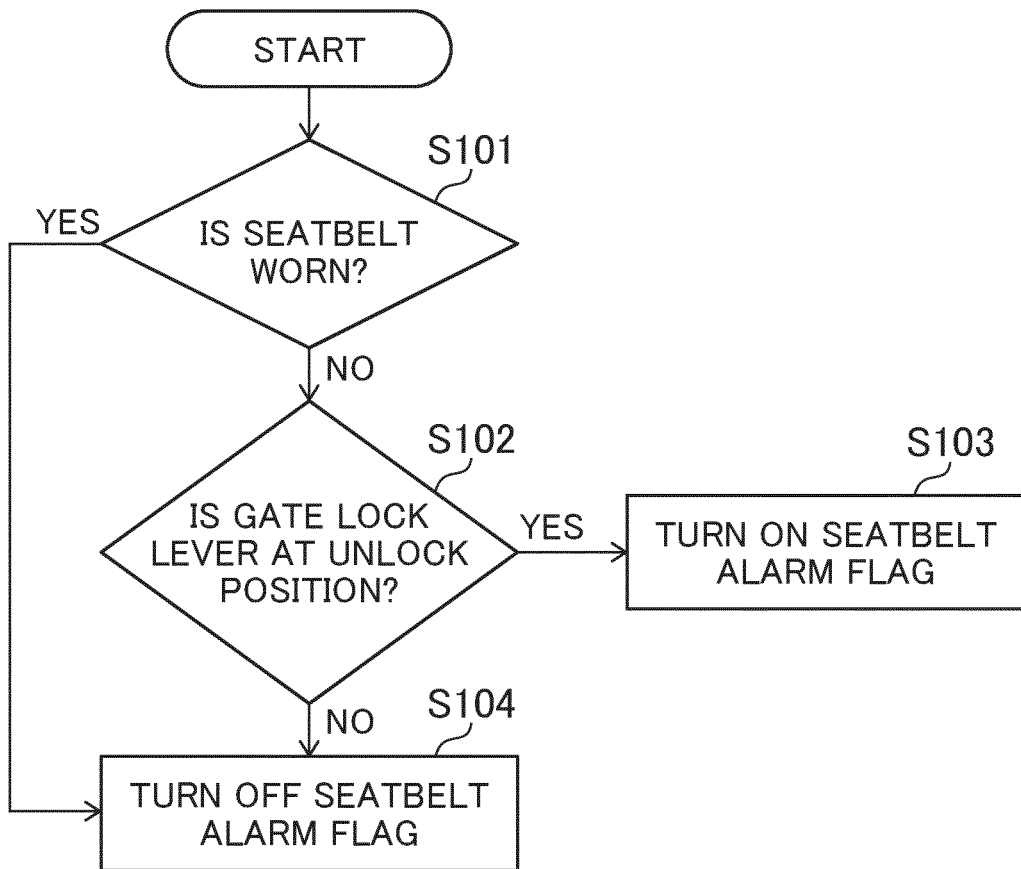 START
S101
YES
IS SEATBELT
WORN?
NO
S102
IS GATE LOCK
LEVER AT UNLOCK
POSITION?
YES
S103
TURN ON SEATBELT
ALARM FLAG
NO
S104
TURN OFF SEATBELT
ALARM FLAG